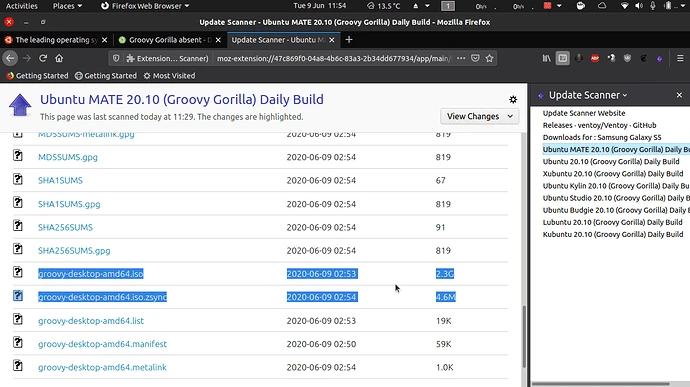 Activities Places Firefox Web Browser Tue 9 Jun 11:54 13.5 °C 1
Update Scanner - Ubuntu MATE 20.10 (Groovy Gorilla) Daily Build - Mozilla Firefox
The leading operating sy Groovy Gorilla absent - D Update Scanner - Ubuntu M
Extension… Scanner) moz-extension://47c869f0-04a8-4b6c-83a3-2b34dd677934/app/main/
Getting Started Getting Started Most Visited
Ubuntu MATE 20.10 (Groovy Gorilla) Daily Build
This page was last scanned today at 11:29. The changes are highlighted.
View Changes
MD5SUMS-metalink.gpg 819
MD5SUMS.gpg 2020-06-09 02:54 819
SHA1SUMS 2020-06-09 02:54 67
SHA1SUMS.gpg 2020-06-09 02:54 819
SHA256SUMS 2020-06-09 02:54 91
SHA256SUMS.gpg 2020-06-09 02:54 819
groovy-desktop-amd64.iso 2020-06-09 02:53 2.3G
groovy-desktop-amd64.iso.zsync 2020-06-09 02:54 4.6M
groovy-desktop-amd64.list 2020-06-09 02:53 19K
groovy-desktop-amd64.manifest 2020-06-09 02:50 59K
groovy-desktop-amd64.metalink 2020-06-09 02:54 1.0K
Update Scanner
Update Scanner Website
Releases · ventoy/Ventoy · GitHub
Downloads for : Samsung Galaxy S5
Ubuntu MATE 20.10 (Groovy Gorilla) Daily Bu
Ubuntu 20.10 (Groovy Gorilla) Daily Build
Xubuntu 20.10 (Groovy Gorilla) Daily Build
Ubuntu Kylin 20.10 (Groovy Gorilla) Daily Bu
Ubuntu Studio 20.10 (Groovy Gorilla) Daily B
Ubuntu Budgie 20.10 (Groovy Gorilla) Daily B
Lubuntu 20.10 (Groovy Gorilla) Daily Build
Kubuntu 20.10 (Groovy Gorilla) Daily Build